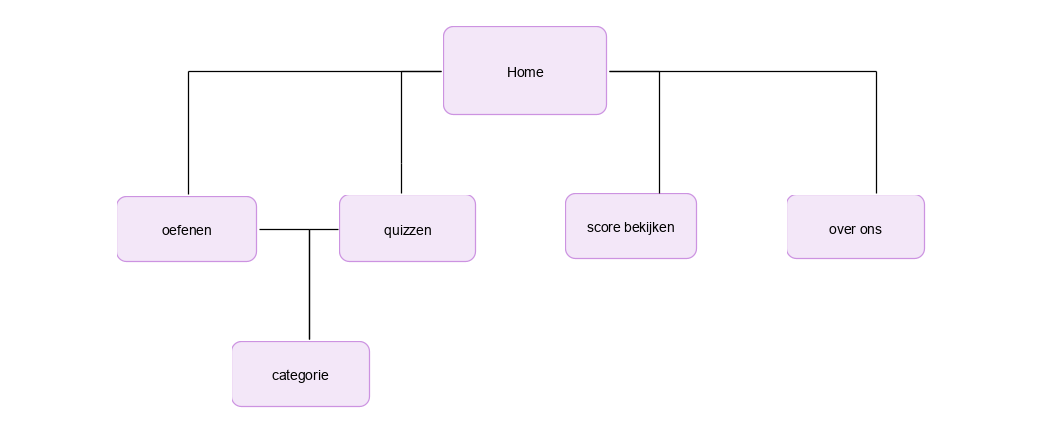 Home
oefenen
quizzen
score bekijken
over ons
categorie